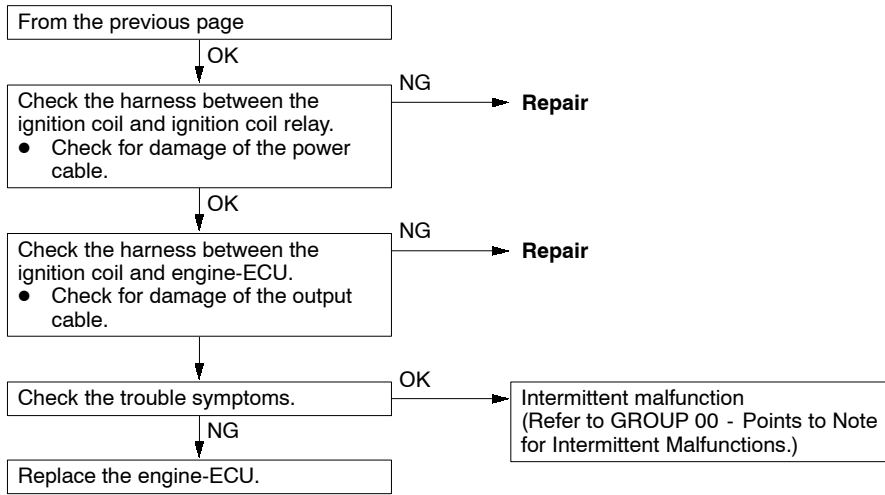 From the previous page
OK
Check the harness between the
ignition coil and ignition coil relay.
● Check for damage of the power
cable.
NG
Repair
OK
Check the harness between the
ignition coil and engine-ECU.
● Check for damage of the output
cable.
NG
Repair
Check the trouble symptoms.
OK
Intermittent malfunction
(Refer to GROUP 00 - Points to Note
for Intermittent Malfunctions.)
NG
Replace the engine-ECU.